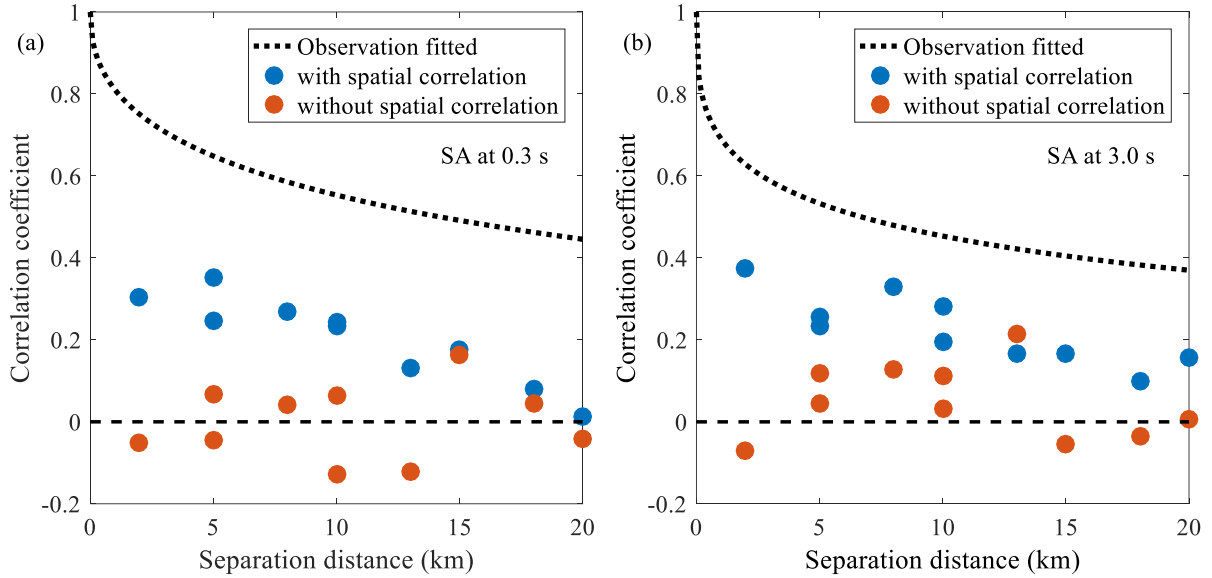 (a)
Observation fitted
with spatial correlation
without spatial correlation
SA at 0.3 s
Correlation coefficient
1
0.8
0.6
0.4
0.2
0
-0.2
0
5
10
15
20
Separation distance (km)
(b)
Observation fitted
with spatial correlation
without spatial correlation
SA at 3.0 s
Correlation coefficient
1
0.8
0.6
0.4
0.2
0
-0.2
0
5
10
15
20
Separation distance (km)